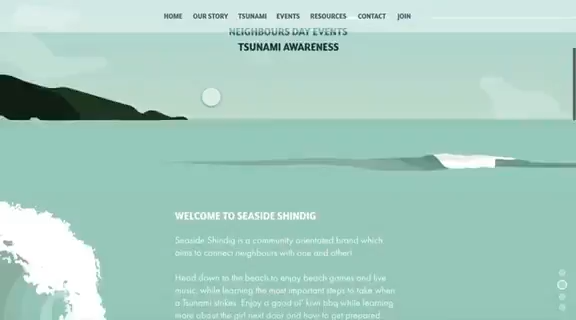 HOME OUR STORY TSUNAMI EVENTS RESOURCES CONTACT JOIN
NEIGHBOURS DAY EVENTS
TSUNAMI AWARENESS
WELCOME TO SEASIDE SHINDIG
Seaside Shindig is a community orientated brand which
aims to connect neighbours with one and other!
Head down to the beach to enjoy beach games and live
music, while learning the most important steps to take when
a Tsunami strikes. Enjoy a good ol' kiwi bbq while learning
more about the girl next door and how to get prepared